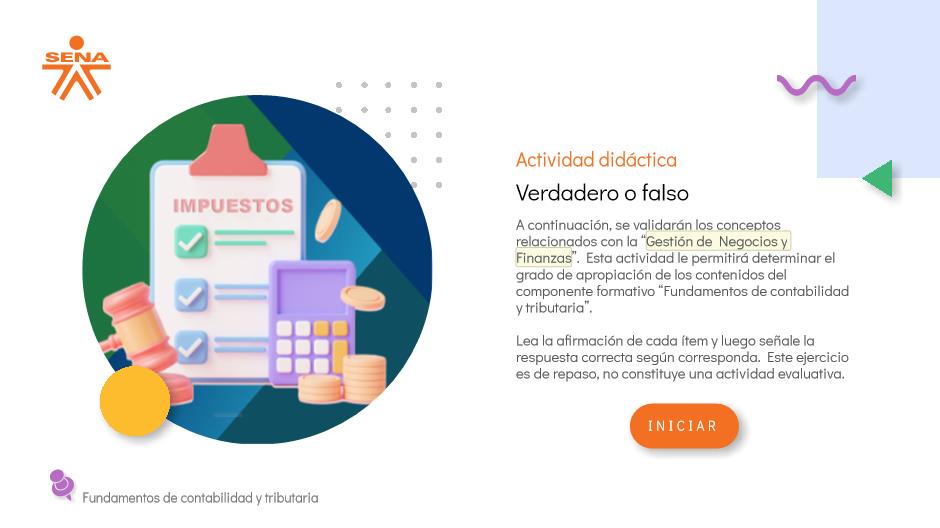 SENA
IMPUESTOS
Actividad didáctica
Verdadero o falso
A continuación, se validarán los conceptos
relacionados con la “Gestión de Negocios y
Finanzas”. Esta actividad le permitirá determinar el
grado de apropiación de los contenidos del
componente formativo “Fundamentos de contabilidad
y tributaria”.
Lea la afirmación de cada ítem y luego señale la
respuesta correcta según corresponda. Este ejercicio
es de repaso, no constituye una actividad evaluativa.
INICIAR
Fundamentos de contabilidad y tributaria